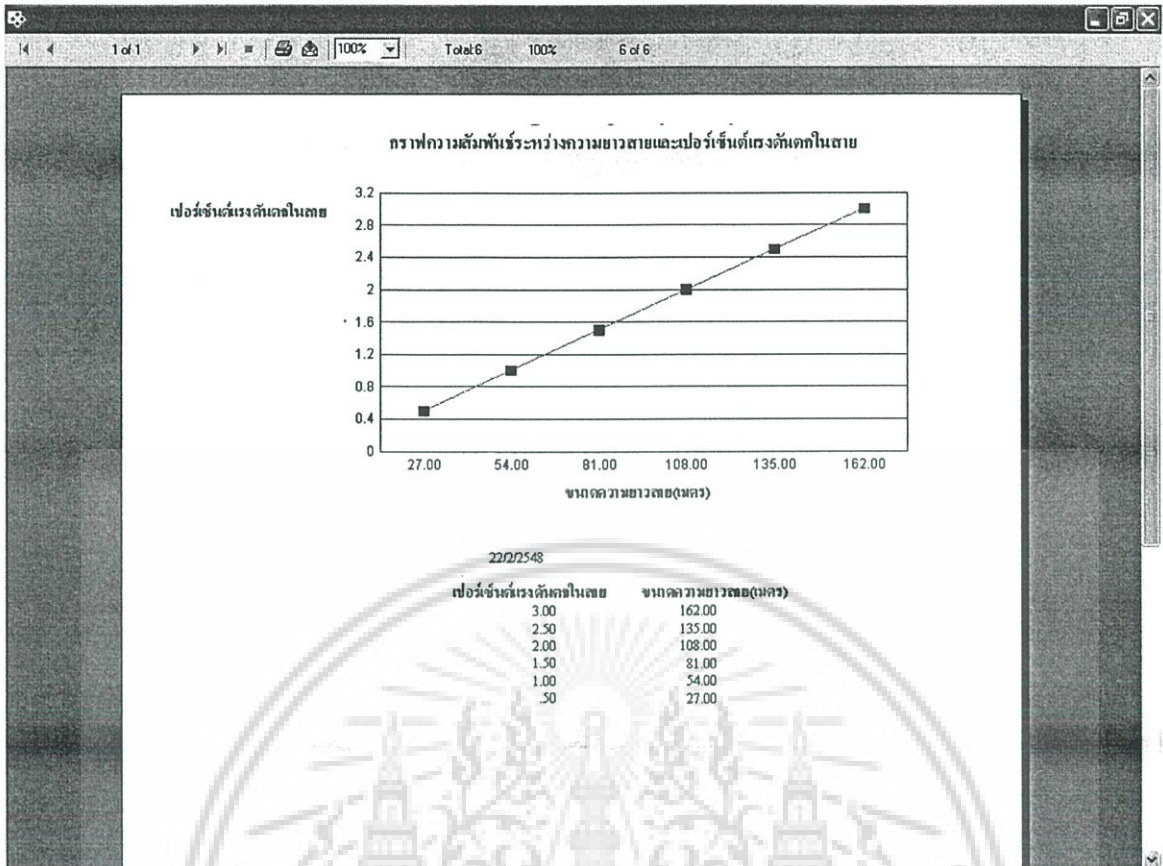 1 of 1 100% Total:6 100% 6 of 6
กราฟความสัมพันธ์ระหว่างความยาวสายและเปอร์เซ็นต์แรงดันตกในสาย
เปอร์เซ็นต์แรงดันตกในสาย
3.2
2.8
2.4
2
1.6
1.2
0.8
0.4
0
27.00 54.00 81.00 108.00 135.00 162.00
ขนาดความยาวสาย(เมตร)
22/2/2548
เปอร์เซ็นต์แรงดันตกในสาย ขนาดความยาวสาย(เมตร)
3.00 162.00
2.50 135.00
2.00 108.00
1.50 81.00
1.00 54.00
.50 27.00